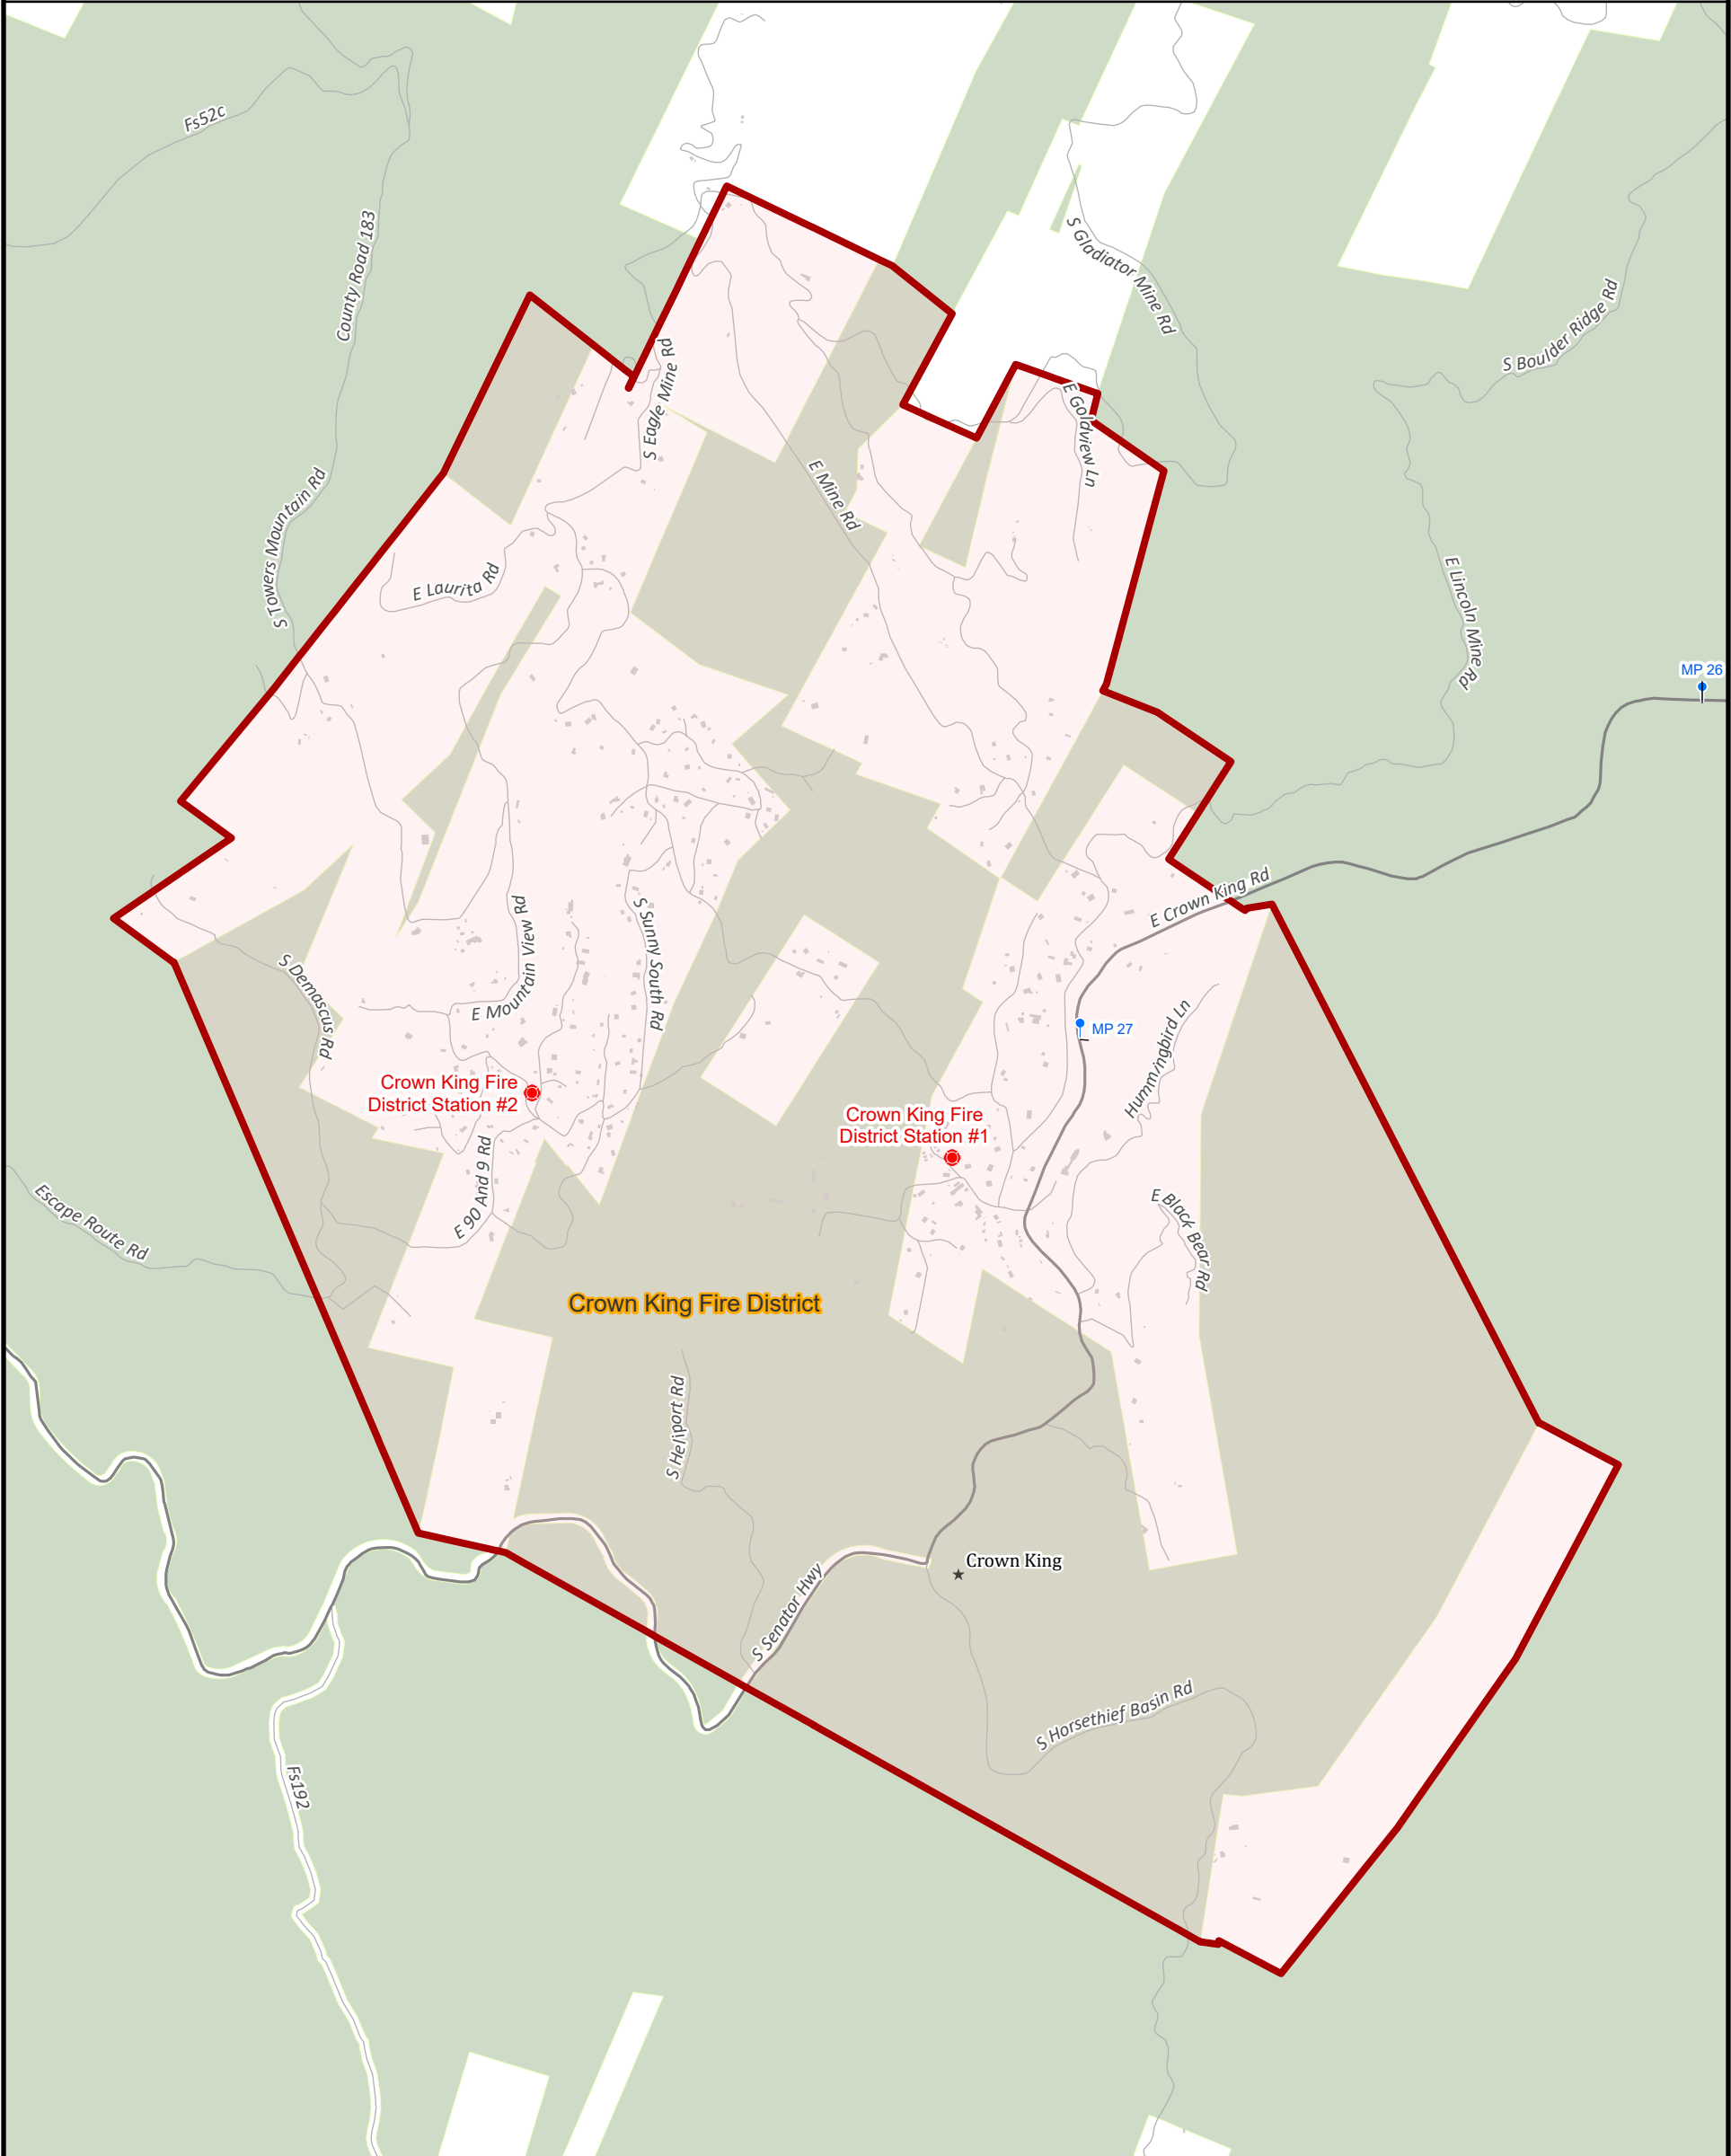 Fs52c
County Road 183
S Gladiator Mine Rd
S Boulder Ridge Rd
S Eagle Mine Rd
E Goldview Ln
E Mine Rd
S Towers Mountain Rd
E Laurita Rd
E Lincoln Mine Rd
MP 26
E Crown King Rd
S Sunny South Rd
E Mountain View Rd
S Demascus Rd
MP 27
Humm/ingbird Ln
Crown King Fire
District Station #2
Crown King Fire
District Station #1
E 90 And 9 Rd
Escape Route Rd
E Black Bear Rd
Crown King Fire District
S Heliport Rd
Crown King
S Senator Hwy
S Horsethief Basin Rd
Fs192